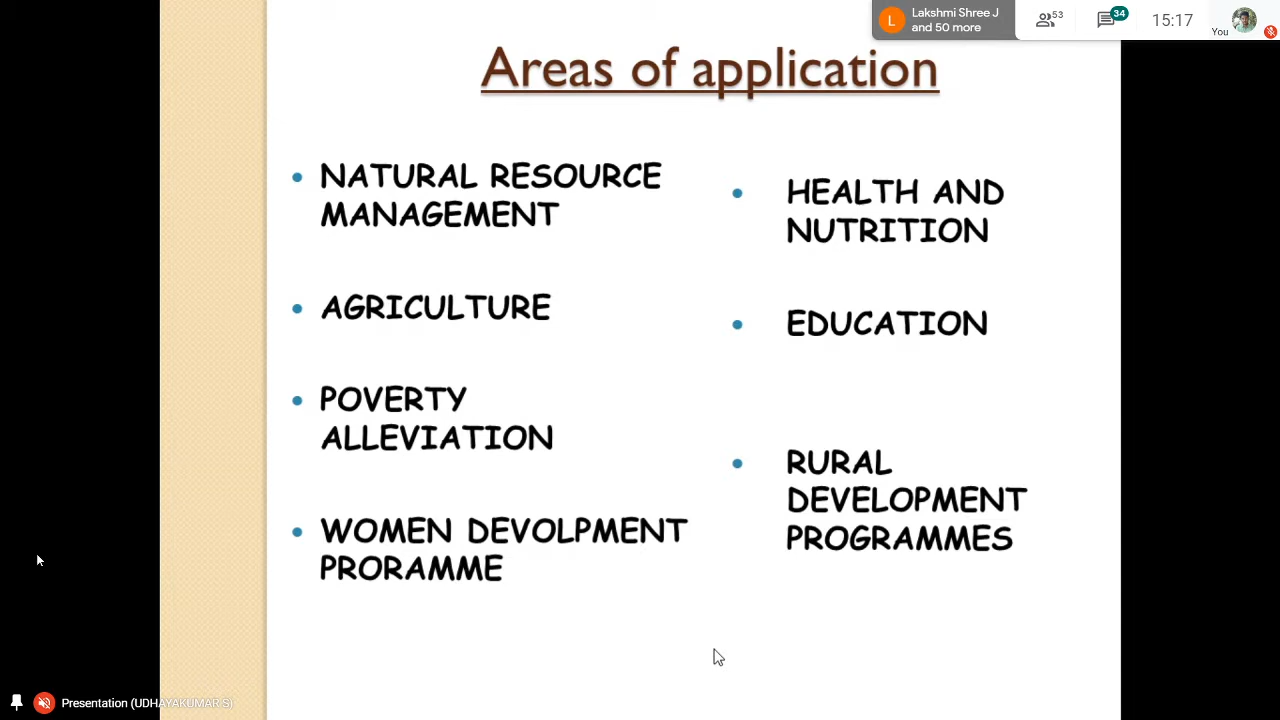 L
Lakshmi Shree J
and 50 more
53
34
15:17
You
Areas of application
NATURAL RESOURCE
MANAGEMENT
AGRICULTURE
POVERTY
ALLEVIATION
WOMEN DEVOLPMENT
PRORAMME
HEALTH AND
NUTRITION
EDUCATION
RURAL
DEVELOPMENT
PROGRAMMES
Presentation (UDHAYAKUMAR S)